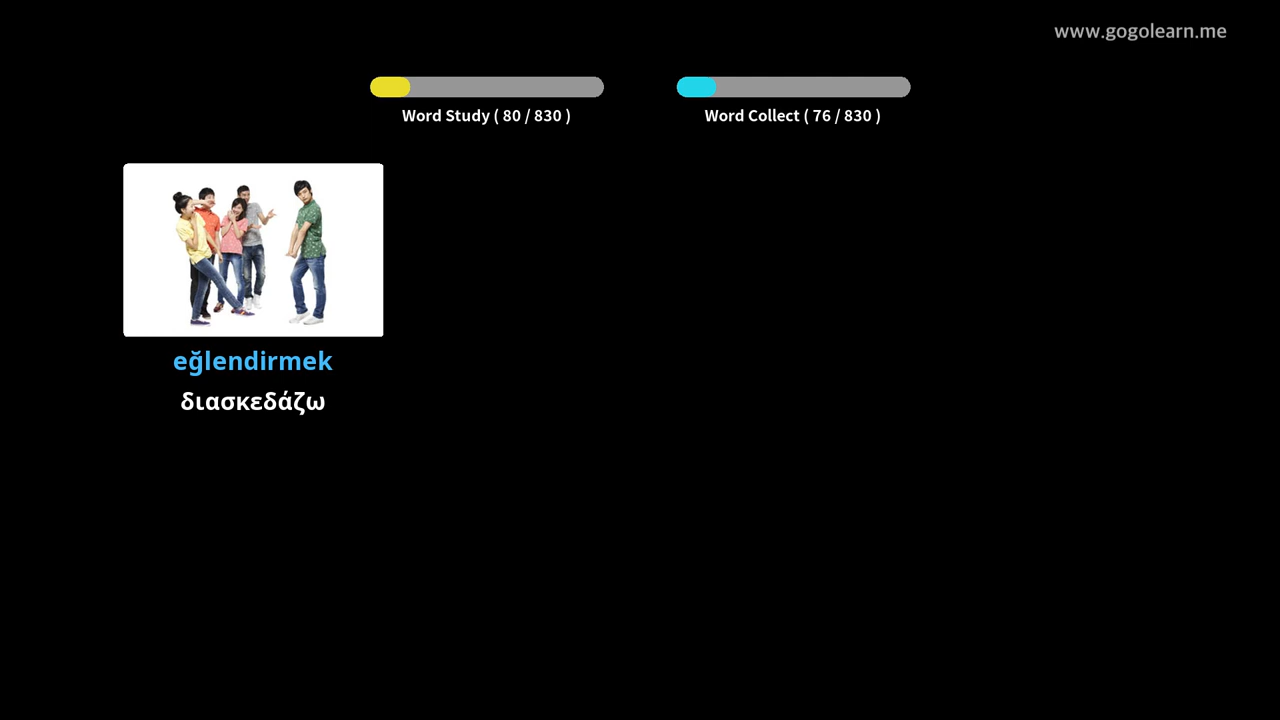 www.gogolearn.me
Word Study ( 80 / 830 )
Word Collect ( 76 / 830 )
eğlendirmek
διασκεδάζω